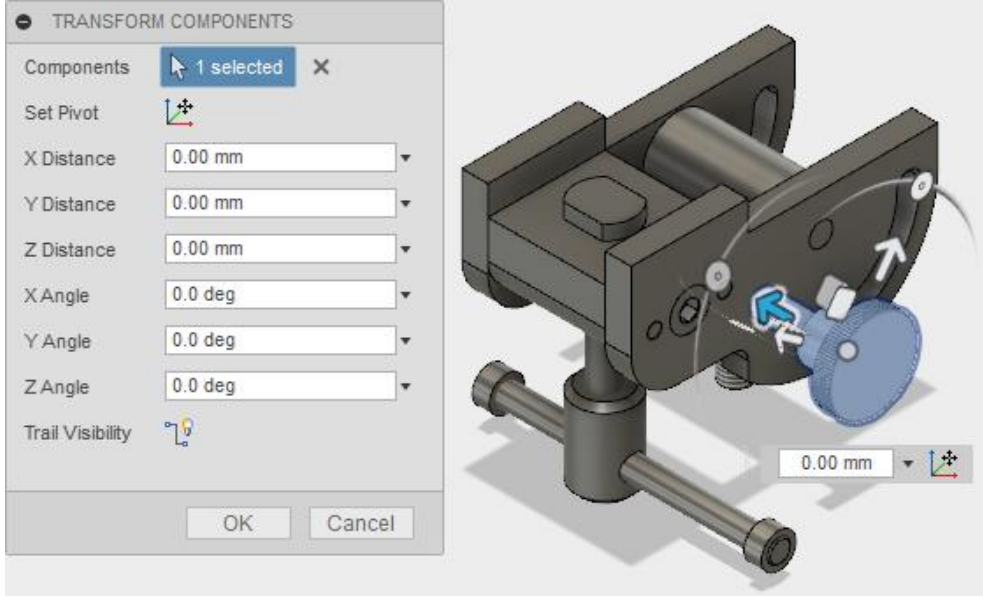 TRANSFORM COMPONENTS
Components 1 selected
Set Pivot
X Distance 0.00 mm
Y Distance 0.00 mm
Z Distance 0.00 mm
X Angle 0.0 deg
Y Angle 0.0 deg
Z Angle 0.0 deg
Trail Visibility
OK Cancel
0.00 mm